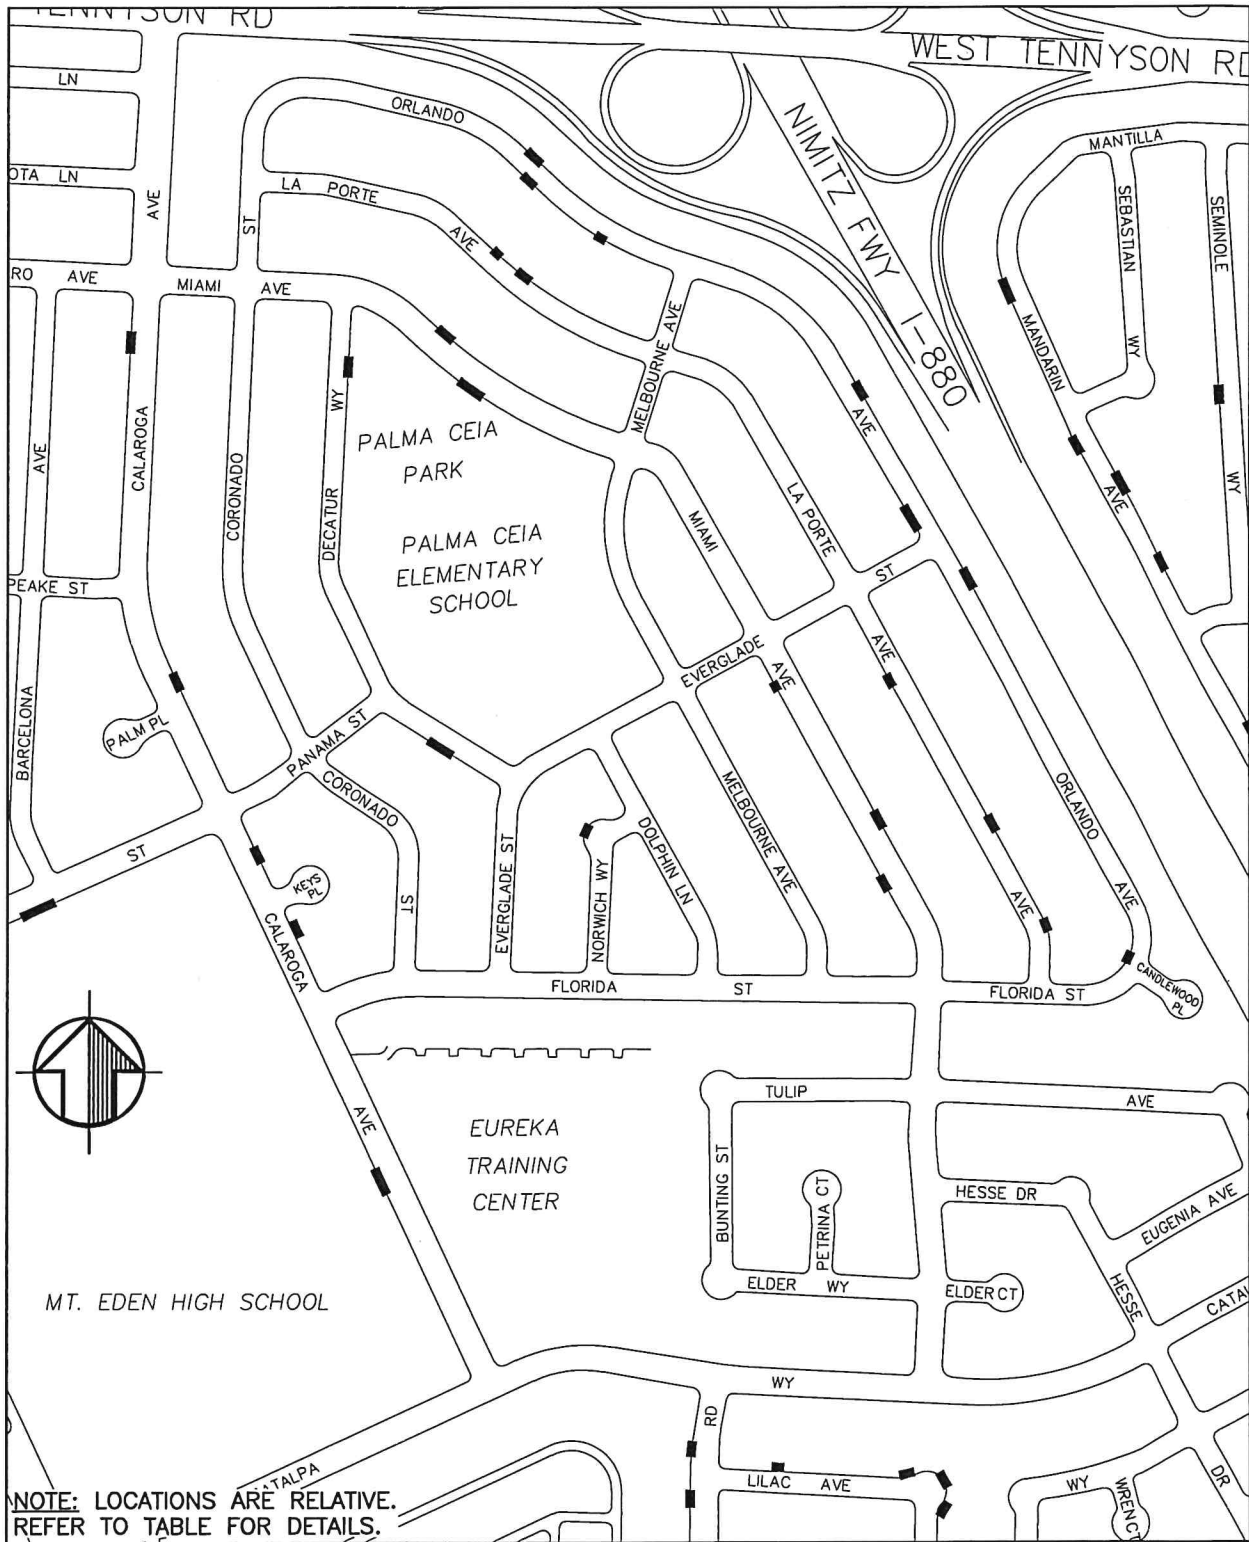 TENNYSON RD
WEST TENNYSON RD
LN
ORLANDO
NIMITZ FWY I-880
MANTILLA
OTA LN
AVE
LA PORTE
AVE
ST
SEBASTIAN
WY
SEMINOLE
WY
RO AVE
MIAMI AVE
MELBOURNE AVE
MANDARIN
AVE
CALAROGA
CORONADO
DECATUR WY
AVE
PALMA CEIA
PARK
PALMA CEIA
ELEMENTARY
SCHOOL
MIAMI
AVE
LA PORTE
AVE
AVE
ST
EVERGLADE
PEAKE ST
BARCELONA
PALM PL
PANAMA ST
CORONADO
ST
ST
KEYS
PL
CALAROGA
EVERGLADE ST
NORWICH WY
DOLPHIN LN
MELBOURNE AVE
ORLANDO
AVE
AVE
FLORIDA ST
FLORIDA ST
CANDLEWOOD
PL
AVE
EUREKA
TRAINING
CENTER
TULIP AVE
BUNTING ST
PETRINA CT
HESSE DR
EUGENIA AVE
ELDER WY
ELDER CT
HESSE
CATAL
MT. EDEN HIGH SCHOOL
WY
RD
LILAC AVE
WY
WREN CT
DR
ATALPA
NOTE: LOCATIONS ARE RELATIVE.
REFER TO TABLE FOR DETAILS.